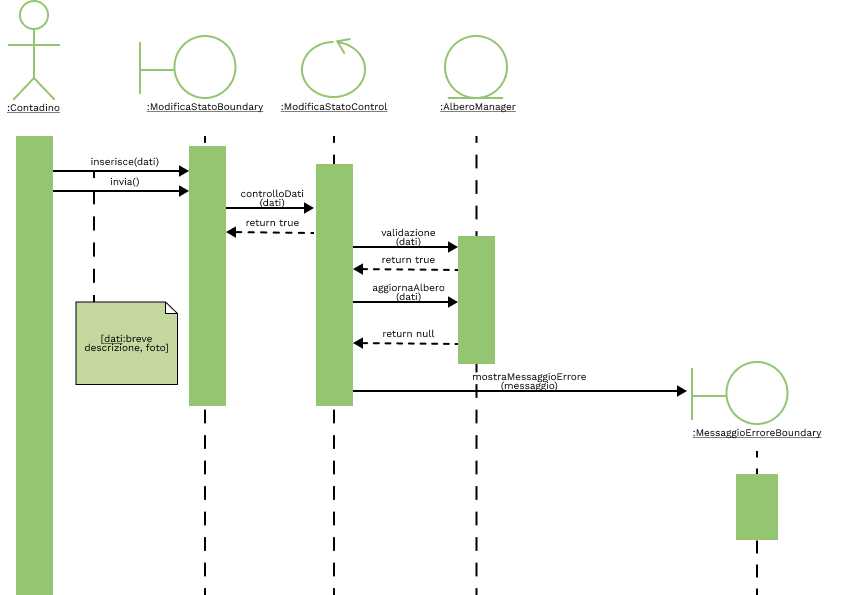 :Contadino
:ModificaStatoBoundary
:ModificaStatoControl
:AlberoManager
inserisce(dati)
invia()
controlloDati
(dati)
return true
validazione
(dati)
return true
aggiornaAlbero
(dati)
return null
[dati:breve
descrizione, foto]
mostraMessaggioErrore
(messaggio)
:MessaggioErroreBoundary